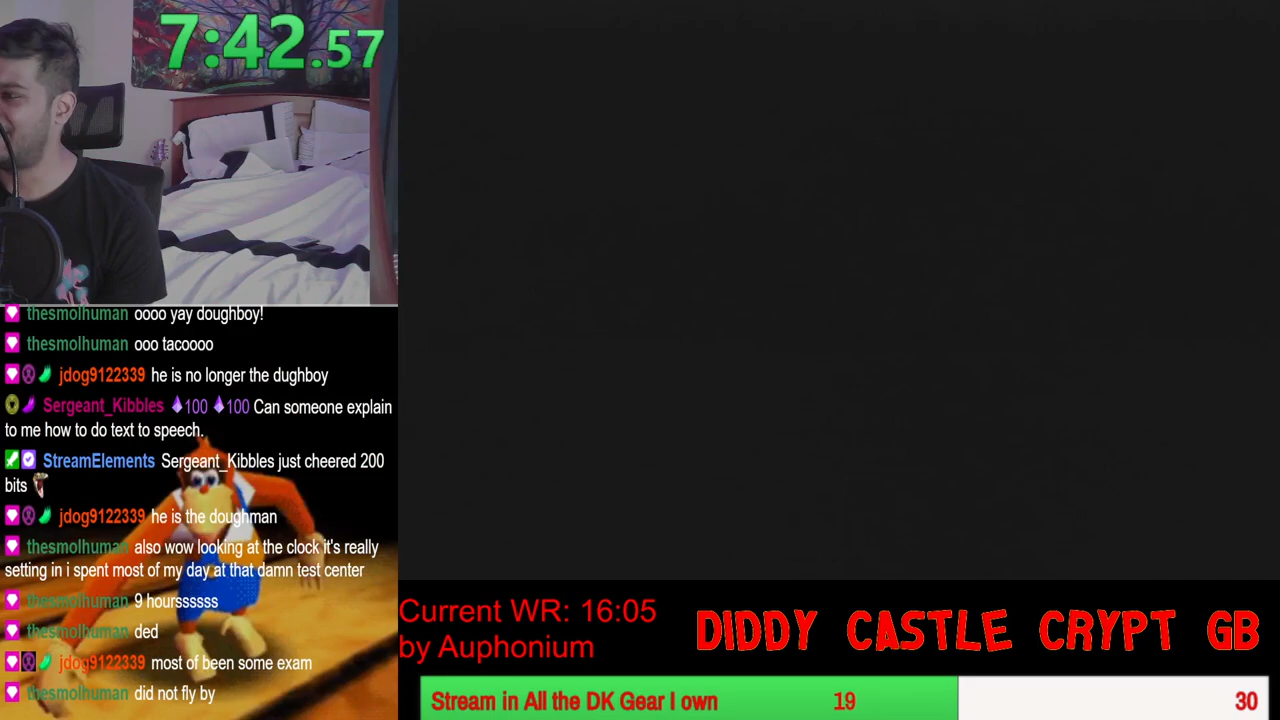 7:42.57
thesmolhuman oooo yay doughboy!
thesmolhuman ooo tacoooo
jdog9122339 he is no longer the dughboy
Sergeant_Kibbles 100 100 Can someone explain
to me how to do text to speech.
StreamElements Sergeant_Kibbles just cheered 200
bits
jdog9122339 he is the doughman
thesmolhuman also wow looking at the clock it's really
setting in i spent most of my day at that damn test center
thesmolhuman 9 hourssssss
thesmolhuman ded
jdog9122339 most of been some exam
thesmolhuman did not fly by
Current WR: 16:05
by Auphonium
DIDDY CASTLE CRYPT GB
Stream in All the DK Gear I own 19 30